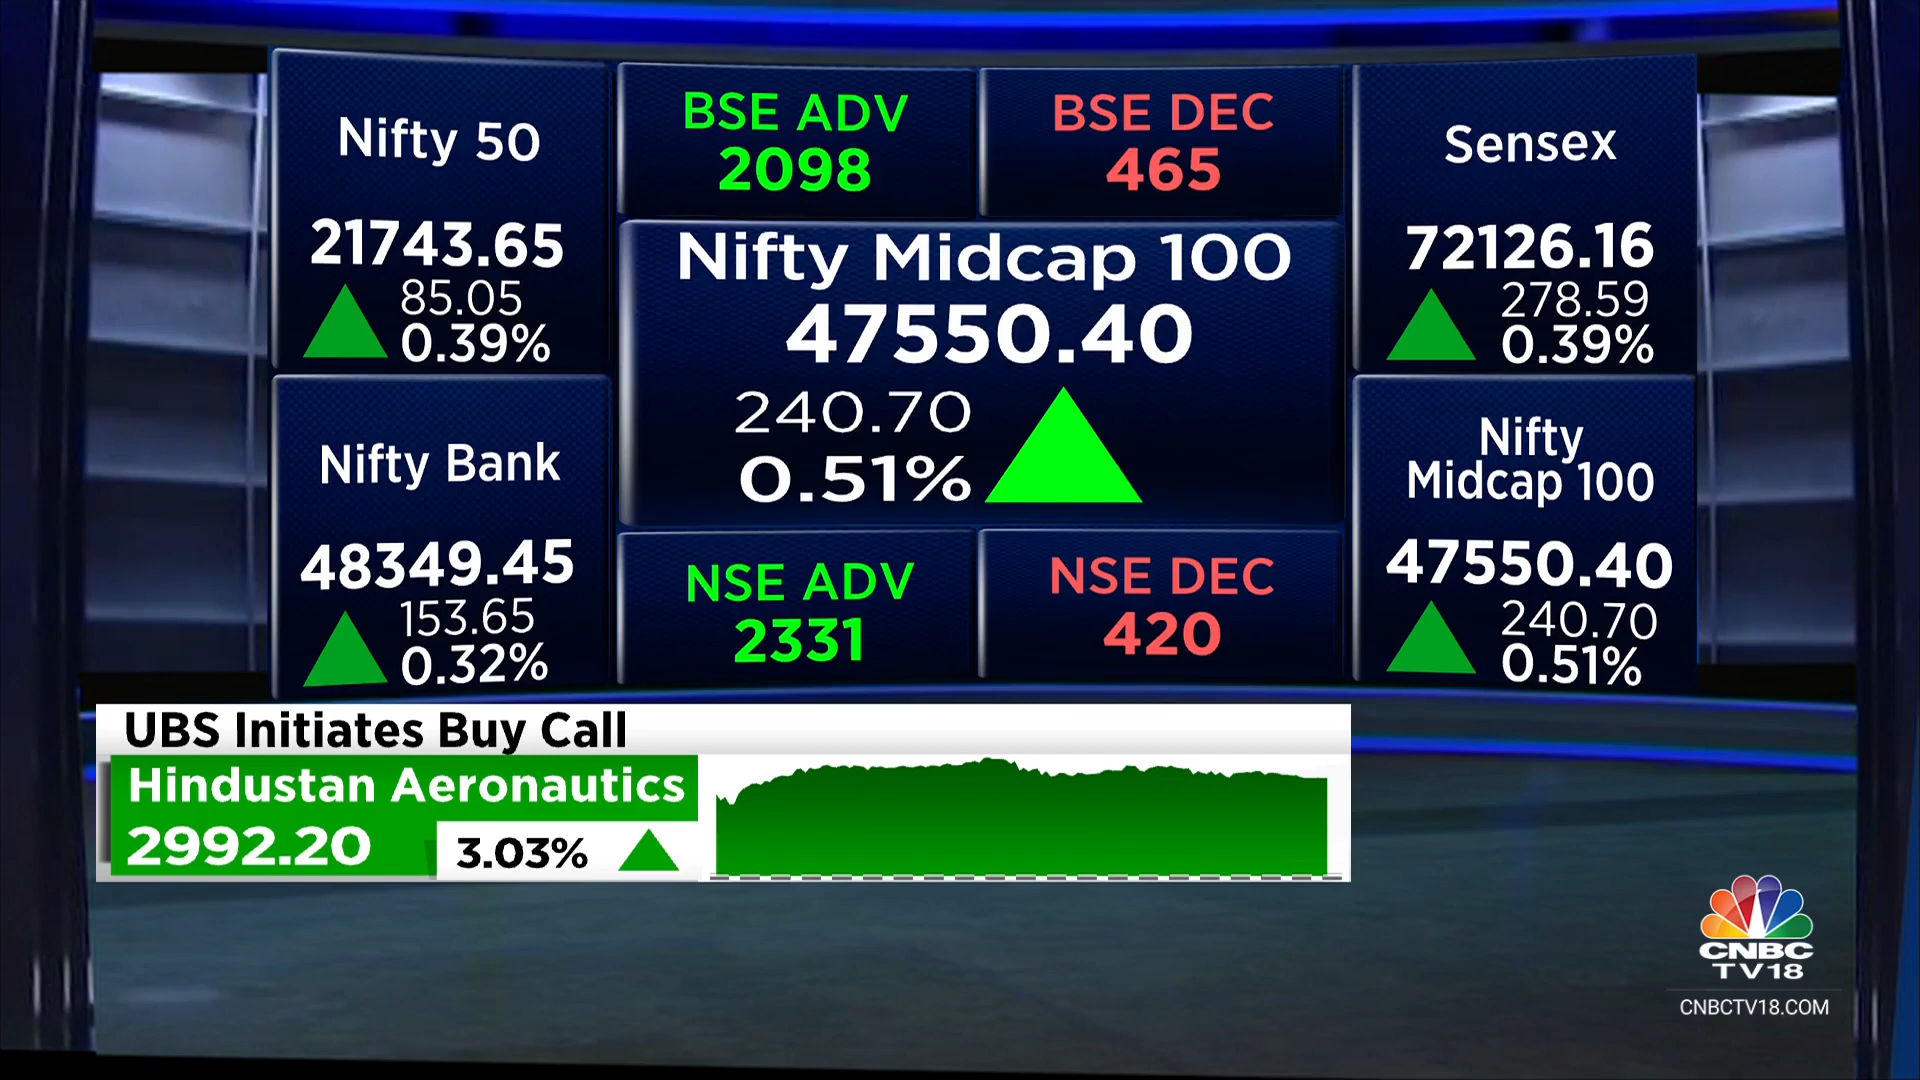 Nifty 50
21743.65
85.05
0.39%
BSE ADV
2098
BSE DEC
465
Sensex
72126.16
278.59
0.39%
Nifty Midcap 100
47550.40
240.70
0.51%
Nifty Bank
48349.45
153.65
0.32%
NSE ADV
2331
NSE DEC
420
Nifty
Midcap 100
47550.40
240.70
0.51%
UBS Initiates Buy Call
Hindustan Aeronautics
2992.20
3.03%
CNBC
TV18
CNBCTV18.COM